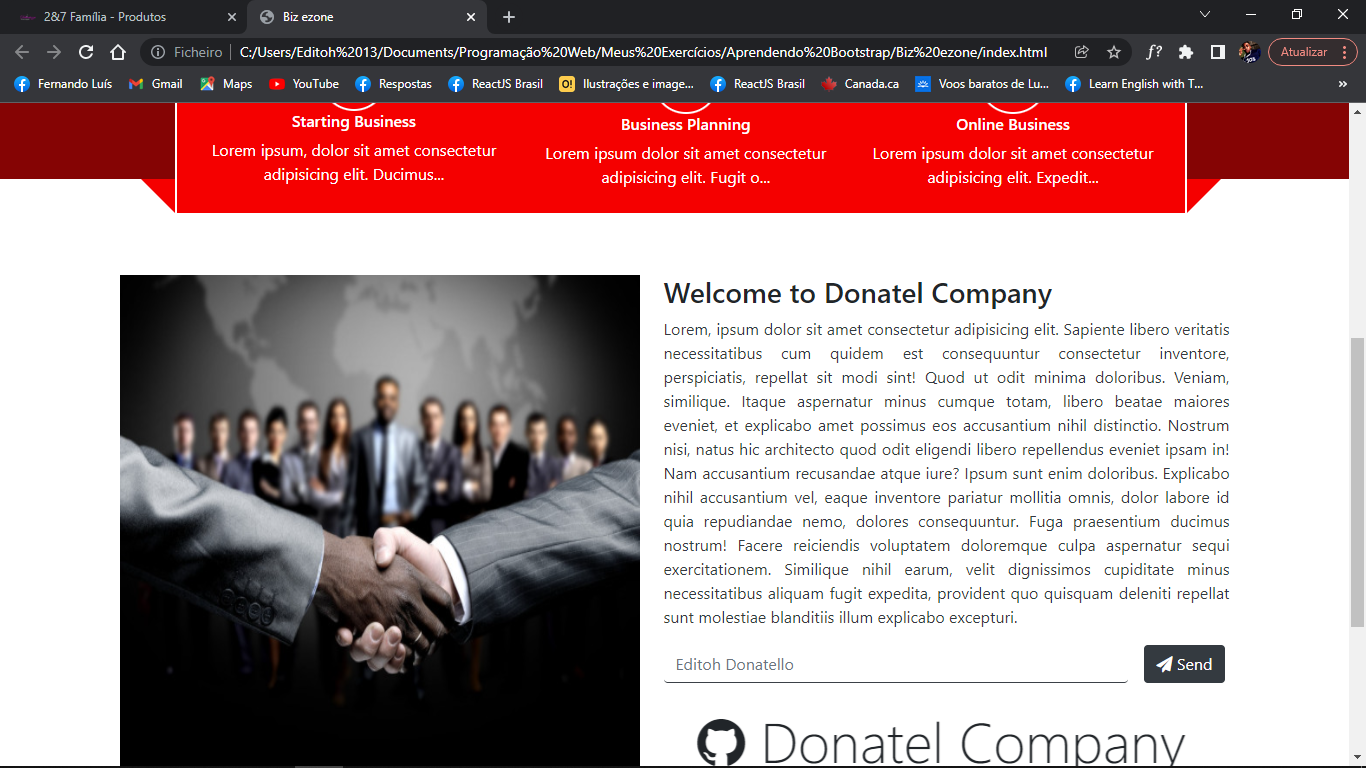 2&7 Família - Produtos
Biz ezone
Ficheiro
C:/Users/Editoh%2013/Documents/Programação%20Web/Meus%20Exercícios/Aprendendo%20Bootstrap/Biz%20ezone/index.html
f?
Atualizar
Fernando Luís
Gmail
Maps
YouTube
Respostas
ReactJS Brasil
O!
Ilustrações e image...
ReactJS Brasil
Canada.ca
Voos baratos de Lu...
Learn English with T...
»
Starting Business
Lorem ipsum, dolor sit amet consectetur
adipisicing elit. Ducimus...
Business Planning
Lorem ipsum dolor sit amet consectetur
adipisicing elit. Fugit o...
Online Business
Lorem ipsum dolor sit amet consectetur
adipisicing elit. Expedit...
Welcome to Donatel Company
Lorem, ipsum dolor sit amet consectetur adipisicing elit. Sapiente libero veritatis
necessitatibus cum quidem est consequuntur consectetur inventore,
perspiciatis, repellat sit modi sint! Quod ut odit minima doloribus. Veniam,
similique. Itaque aspernatur minus cumque totam, libero beatae maiores
eveniet, et explicabo amet possimus eos accusantium nihil distinctio. Nostrum
nisi, natus hic architecto quod odit eligendi libero repellendus eveniet ipsam in!
Nam accusantium recusandae atque iure? Ipsum sunt enim doloribus. Explicabo
nihil accusantium vel, eaque inventore pariatur mollitia omnis, dolor labore id
quia repudiandae nemo, dolores consequuntur. Fuga praesentium ducimus
nostrum! Facere reiciendis voluptatem doloremque culpa aspernatur sequi
exercitationem. Similique nihil earum, velit dignissimos cupiditate minus
necessitatibus aliquam fugit expedita, provident quo quisquam deleniti repellat
sunt molestiae blanditiis illum explicabo excepturi.
Editoh Donatello
Send
Donatel Company